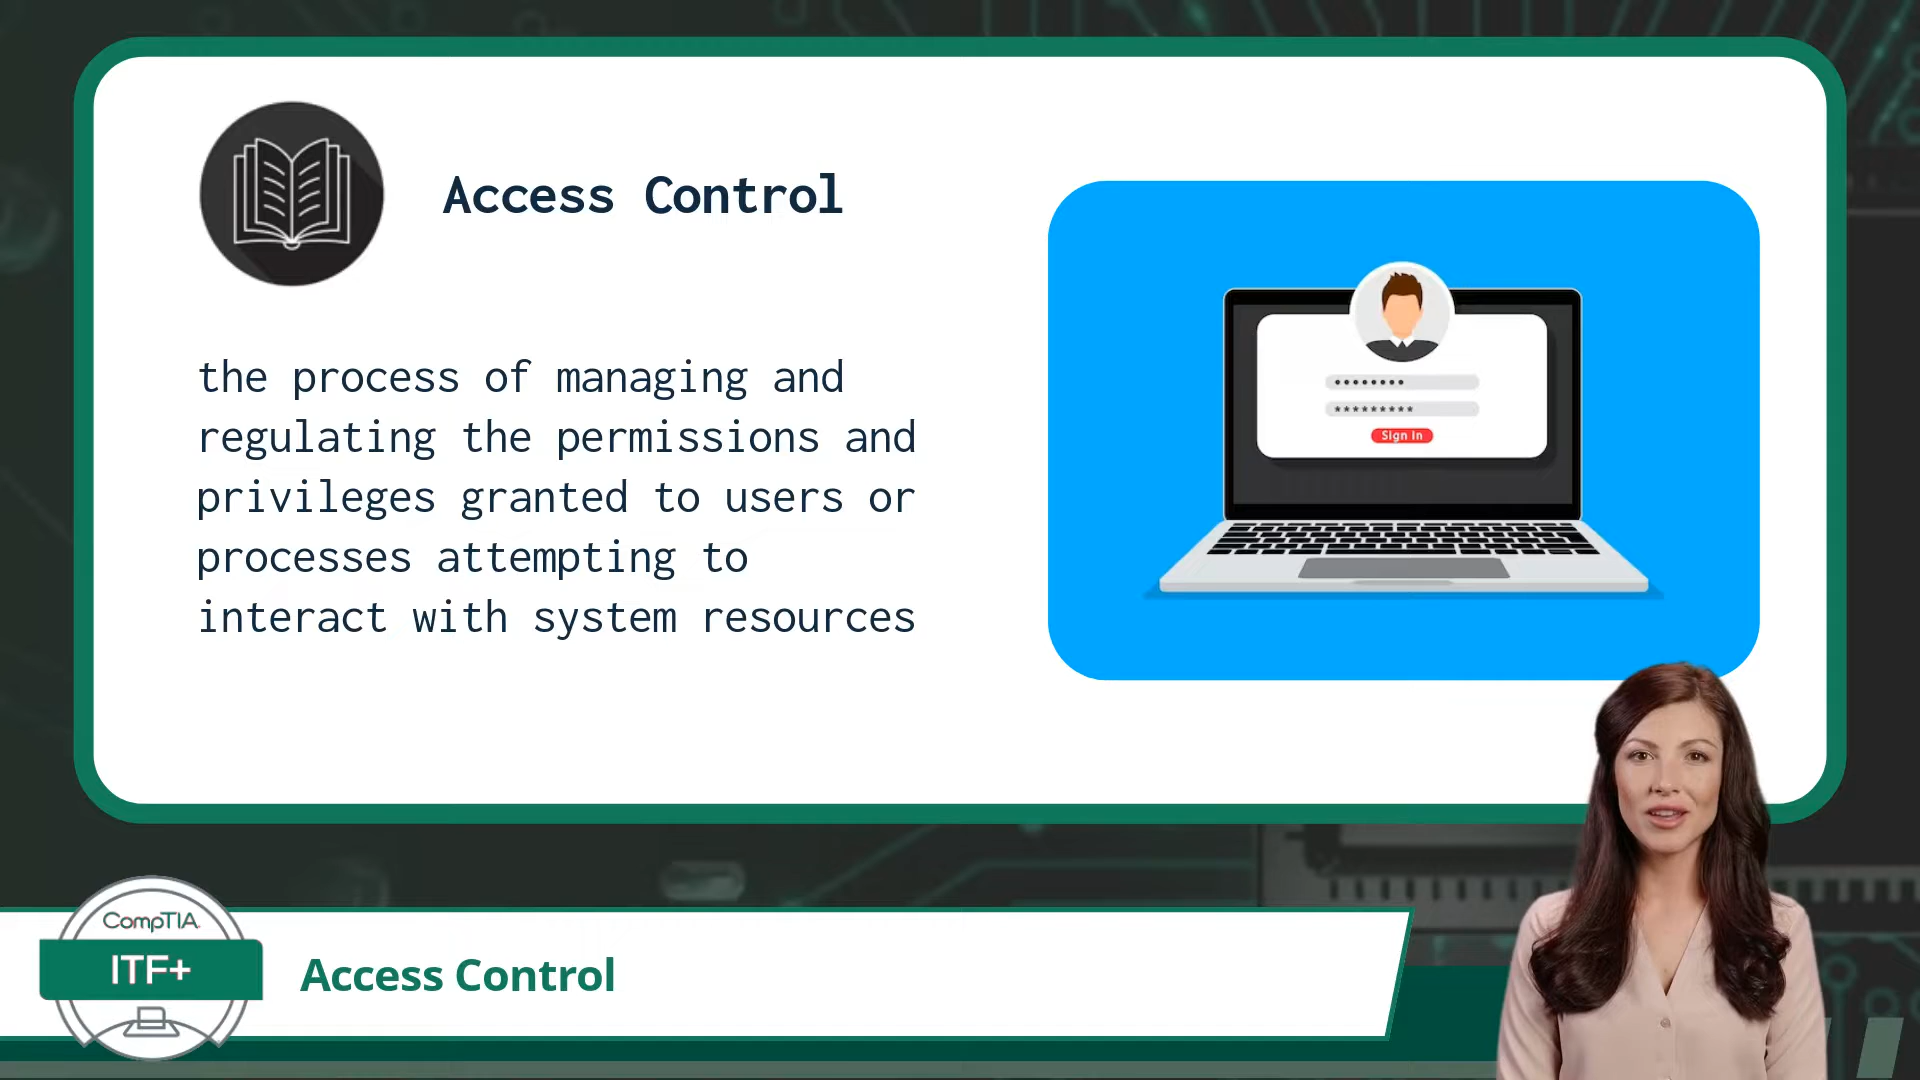 Access Control
the process of managing and
regulating the permissions and
privileges granted to users or
processes attempting to
interact with system resources
Sign in
CompTIA.
ITF+
Access Control